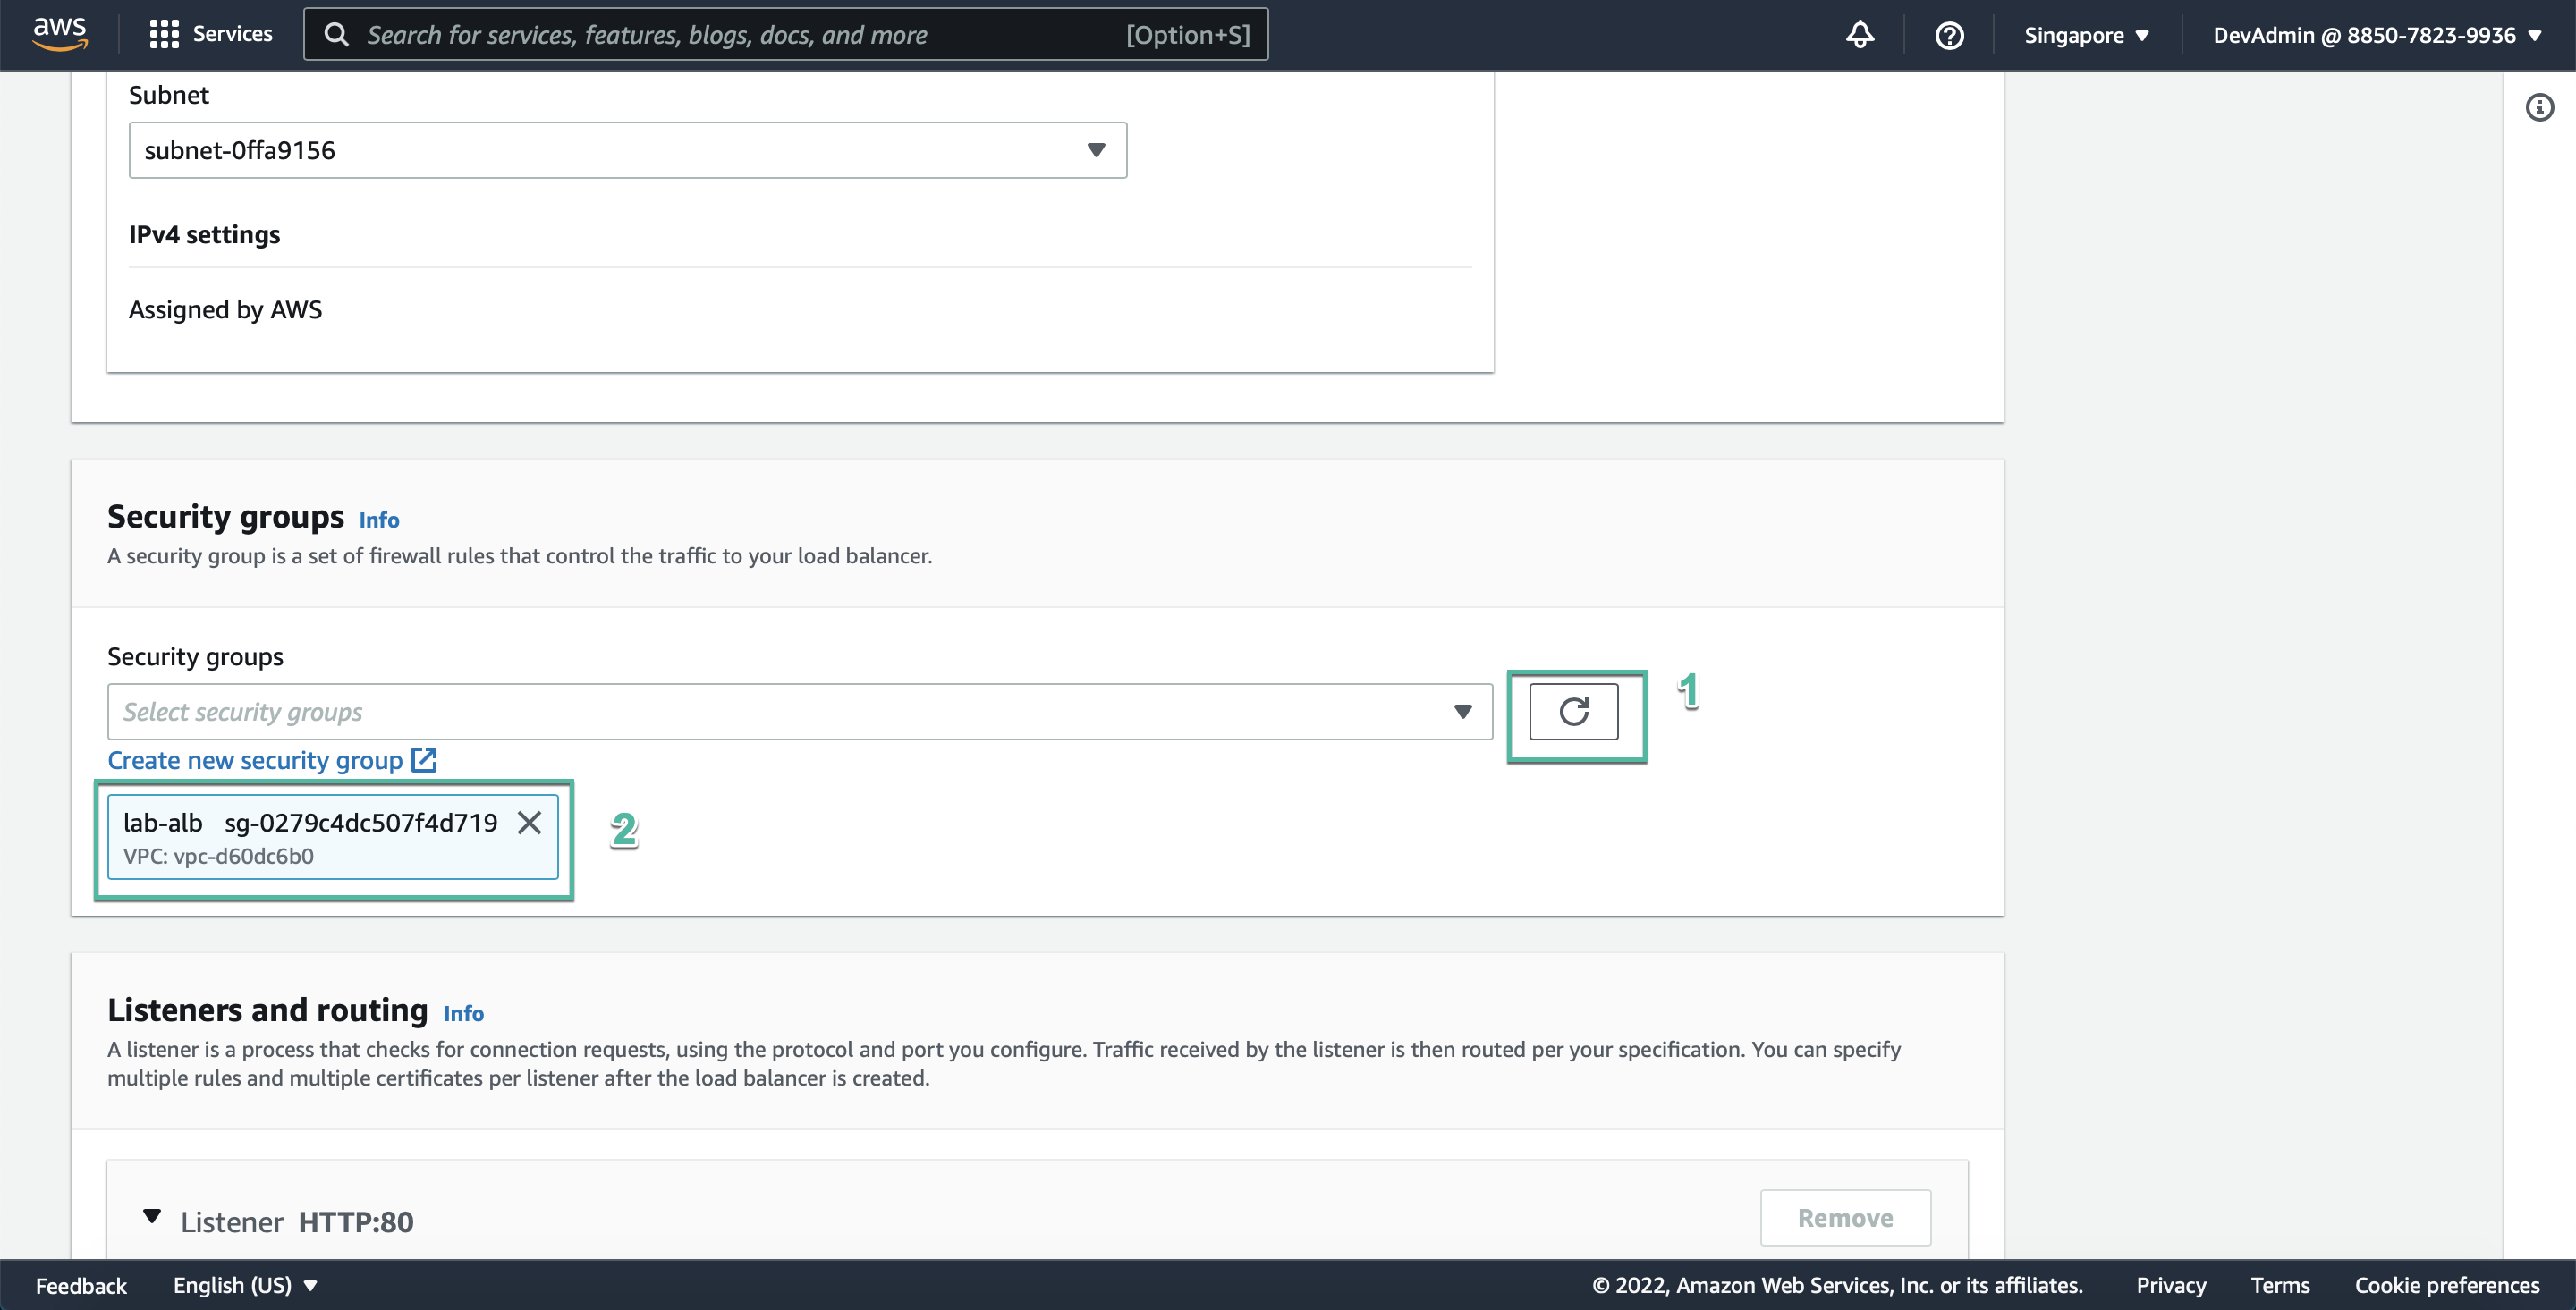 aws
Services
Search for services, features, blogs, docs, and more
[Option+S]
Singapore
DevAdmin @ 8850-7823-9936
Subnet
subnet-0ffa9156
IPv4 settings
Assigned by AWS
Security groups Info
A security group is a set of firewall rules that control the traffic to your load balancer.
Security groups
Select security groups
1
Create new security group
lab-alb sg-0279c4dc507f4d719
VPC: vpc-d60dc6b0
2
Listeners and routing Info
A listener is a process that checks for connection requests, using the protocol and port you configure. Traffic received by the listener is then routed per your specification. You can specify
multiple rules and multiple certificates per listener after the load balancer is created.
Listener HTTP:80
Remove
Feedback
English (US)
© 2022, Amazon Web Services, Inc. or its affiliates.
Privacy
Terms
Cookie preferences